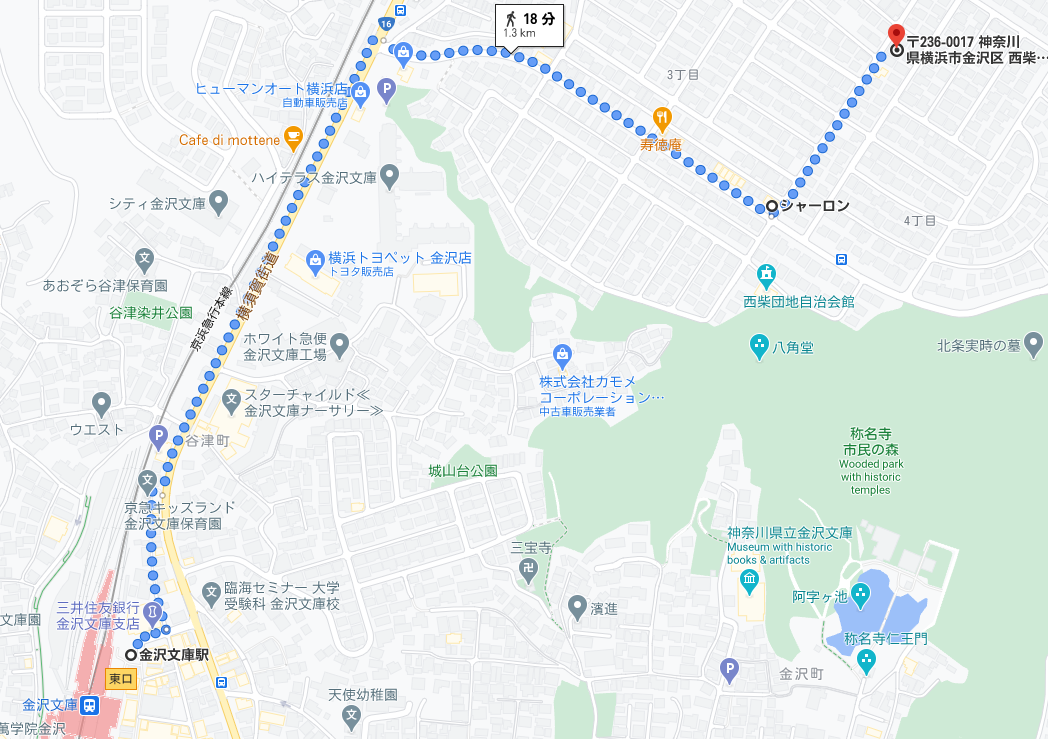 16
18 分
1.3 km
〒236-0017 神奈川
県横浜市金沢区 西柴…
3丁目
ヒューマンオート横浜店
自動車販売店
P
Cafe di mottene
寿徳庵
ハイテラス金沢文庫
シティ金沢文庫
シャーロン
4丁目
横浜トヨペット 金沢店
トヨタ販売店
文
あおぞら谷津保育園
西柴団地自治会館
谷津染井公園
京浜急行本線
横須賀街道
ホワイト急便
金沢文庫工場
八角堂
北条実時の墓
株式会社カモメ
コーポレーション…
中古車販売業者
文
スターチャイルド≪
金沢文庫ナーサリー≫
ウエスト
P
谷津町
称名寺
市民の森
Wooded park
with historic
temples
城山台公園
文
京急キッズランド
金沢文庫保育園
三宝寺
卍
神奈川県立金沢文庫
Museum with historic
books & artifacts
文
臨海セミナー 大学
受験科 金沢文庫校
三井住友銀行
金沢文庫支店
文庫園
濱進
阿字ヶ池
称名寺仁王門
金沢文庫駅
東口
P
金沢町
金沢文庫
天使幼稚園
文
萬学院金沢